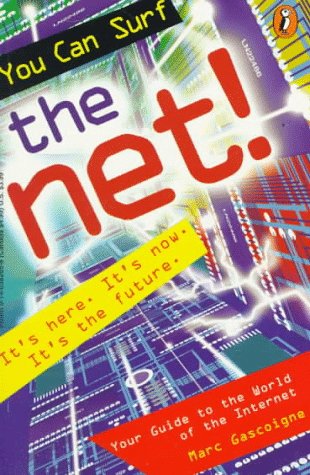 You Can Surf
the
net!
It's here. It's now.
It's the future.
Your Guide to the World
of the Internet
Marc Gascoigne